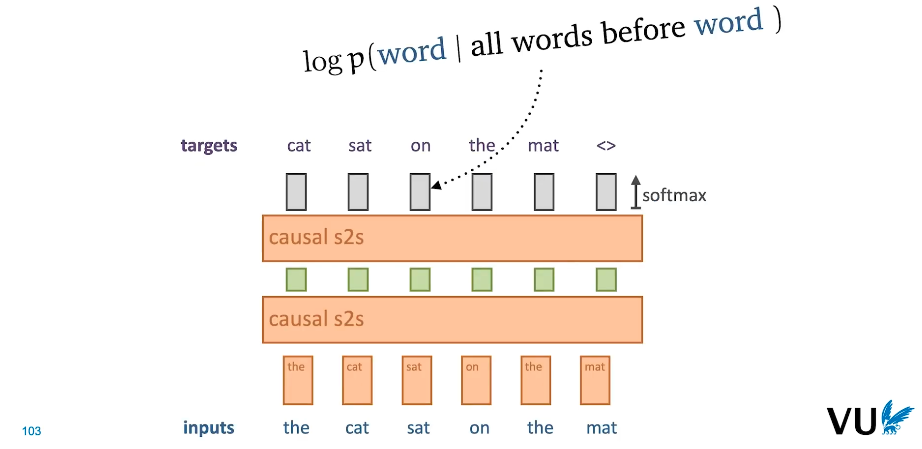 log p(word | all words before word )
targets cat sat on the mat <>
softmax
causal s2s
causal s2s
the cat sat on the mat
inputs the cat sat on the mat
103
VU